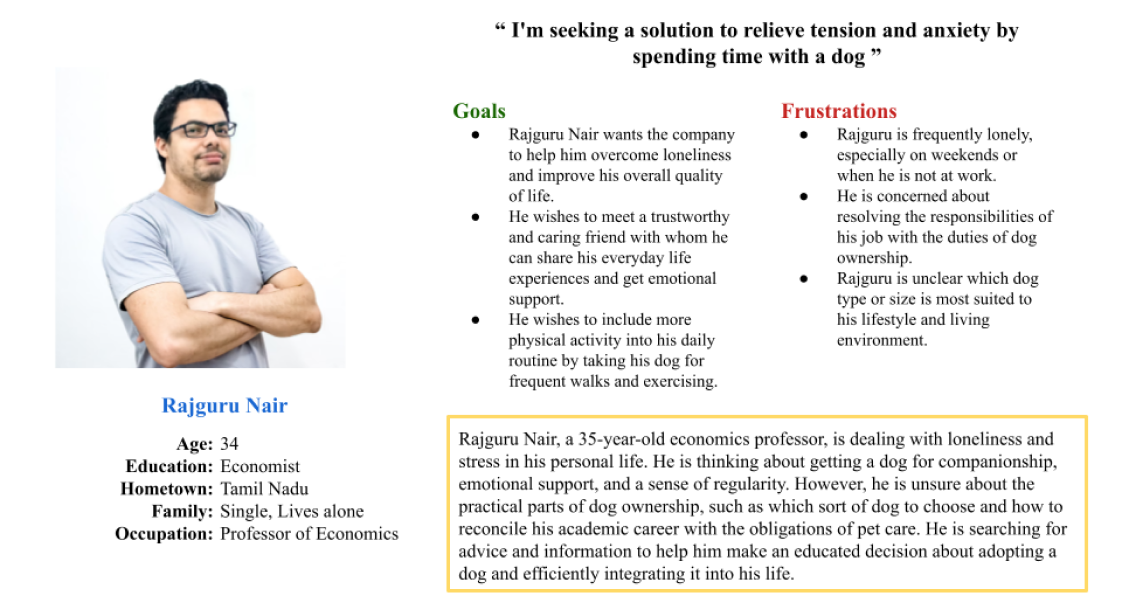 “ I'm seeking a solution to relieve tension and anxiety by
spending time with a dog ”
Goals
● Rajguru Nair wants the company
to help him overcome loneliness
and improve his overall quality
of life.
● He wishes to meet a trustworthy
and caring friend with whom he
can share his everyday life
experiences and get emotional
support.
● He wishes to include more
physical activity into his daily
routine by taking his dog for
frequent walks and exercising.
Frustrations
● Rajguru is frequently lonely,
especially on weekends or
when he is not at work.
● He is concerned about
resolving the responsibilities of
his job with the duties of dog
ownership.
● Rajguru is unclear which dog
type or size is most suited to
his lifestyle and living
environment.
Rajguru Nair
Age: 34
Education: Economist
Hometown: Tamil Nadu
Family: Single, Lives alone
Occupation: Professor of Economics
Rajguru Nair, a 35-year-old economics professor, is dealing with loneliness and
stress in his personal life. He is thinking about getting a dog for companionship,
emotional support, and a sense of regularity. However, he is unsure about the
practical parts of dog ownership, such as which sort of dog to choose and how to
reconcile his academic career with the obligations of pet care. He is searching for
advice and information to help him make an educated decision about adopting a
dog and efficiently integrating it into his life.